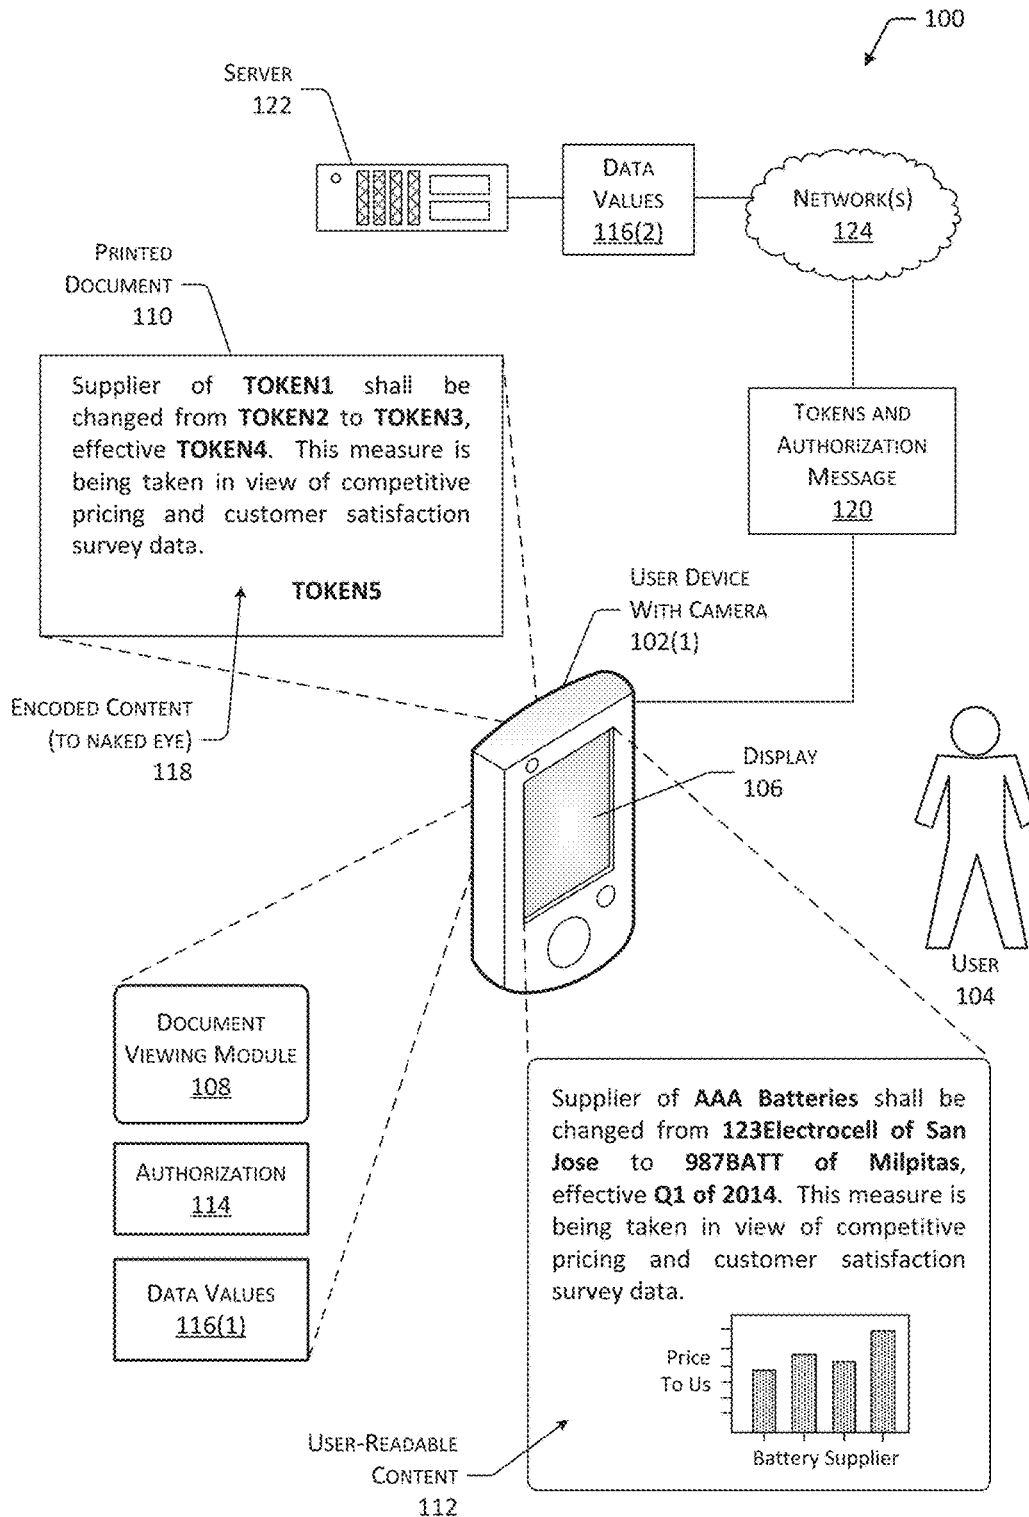 100
SERVER
122
DATA
VALUES
116(2)
NETWORK(S)
124
PRINTED
DOCUMENT
110
Supplier of TOKEN1 shall be
changed from TOKEN2 to TOKEN3,
effective TOKEN4. This measure is
being taken in view of competitive
pricing and customer satisfaction
survey data.
TOKEN5
TOKENS AND
AUTHORIZATION
MESSAGE
120
USER DEVICE
WITH CAMERA
102(1)
ENCODED CONTENT
(TO NAKED EYE)
118
DISPLAY
106
USER
104
DOCUMENT
VIEWING MODULE
108
AUTHORIZATION
114
DATA VALUES
116(1)
Supplier of AAA Batteries shall be
changed from 123Electrocell of San
Jose to 987BATT of Milpitas,
effective Q1 of 2014. This measure is
being taken in view of competitive
pricing and customer satisfaction
survey data.
Price
To Us
Battery Supplier
USER-READABLE
CONTENT
112